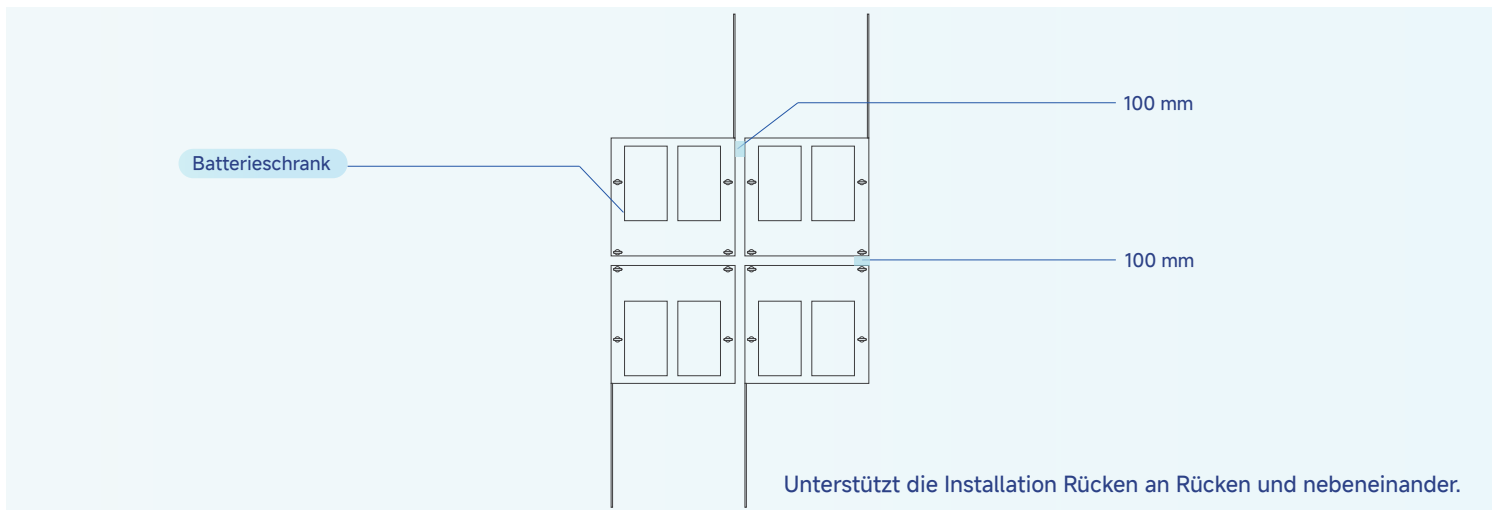 100 mm
Batterieschrank
100 mm
Unterstützt die Installation Rücken an Rücken und nebeneinander.